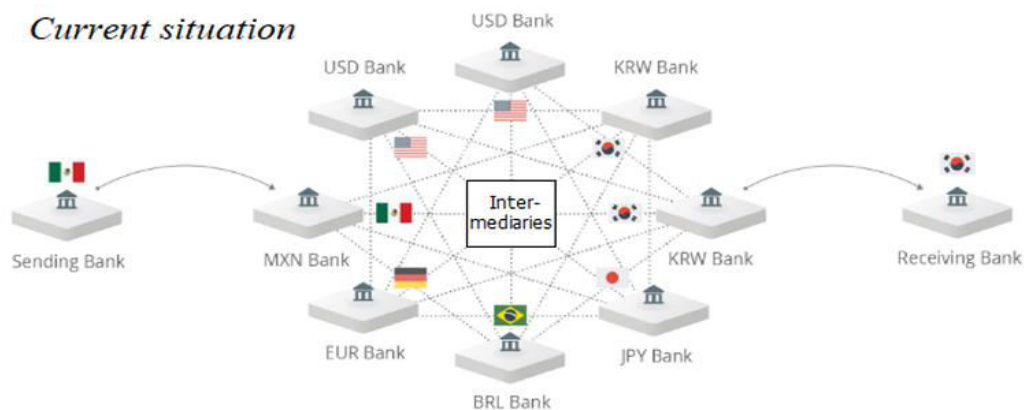 Current situation
USD Bank
USD Bank
KRW Bank
Inter-
mediaries
Sending Bank
MXN Bank
KRW Bank
Receiving Bank
EUR Bank
JPY Bank
BRL Bank